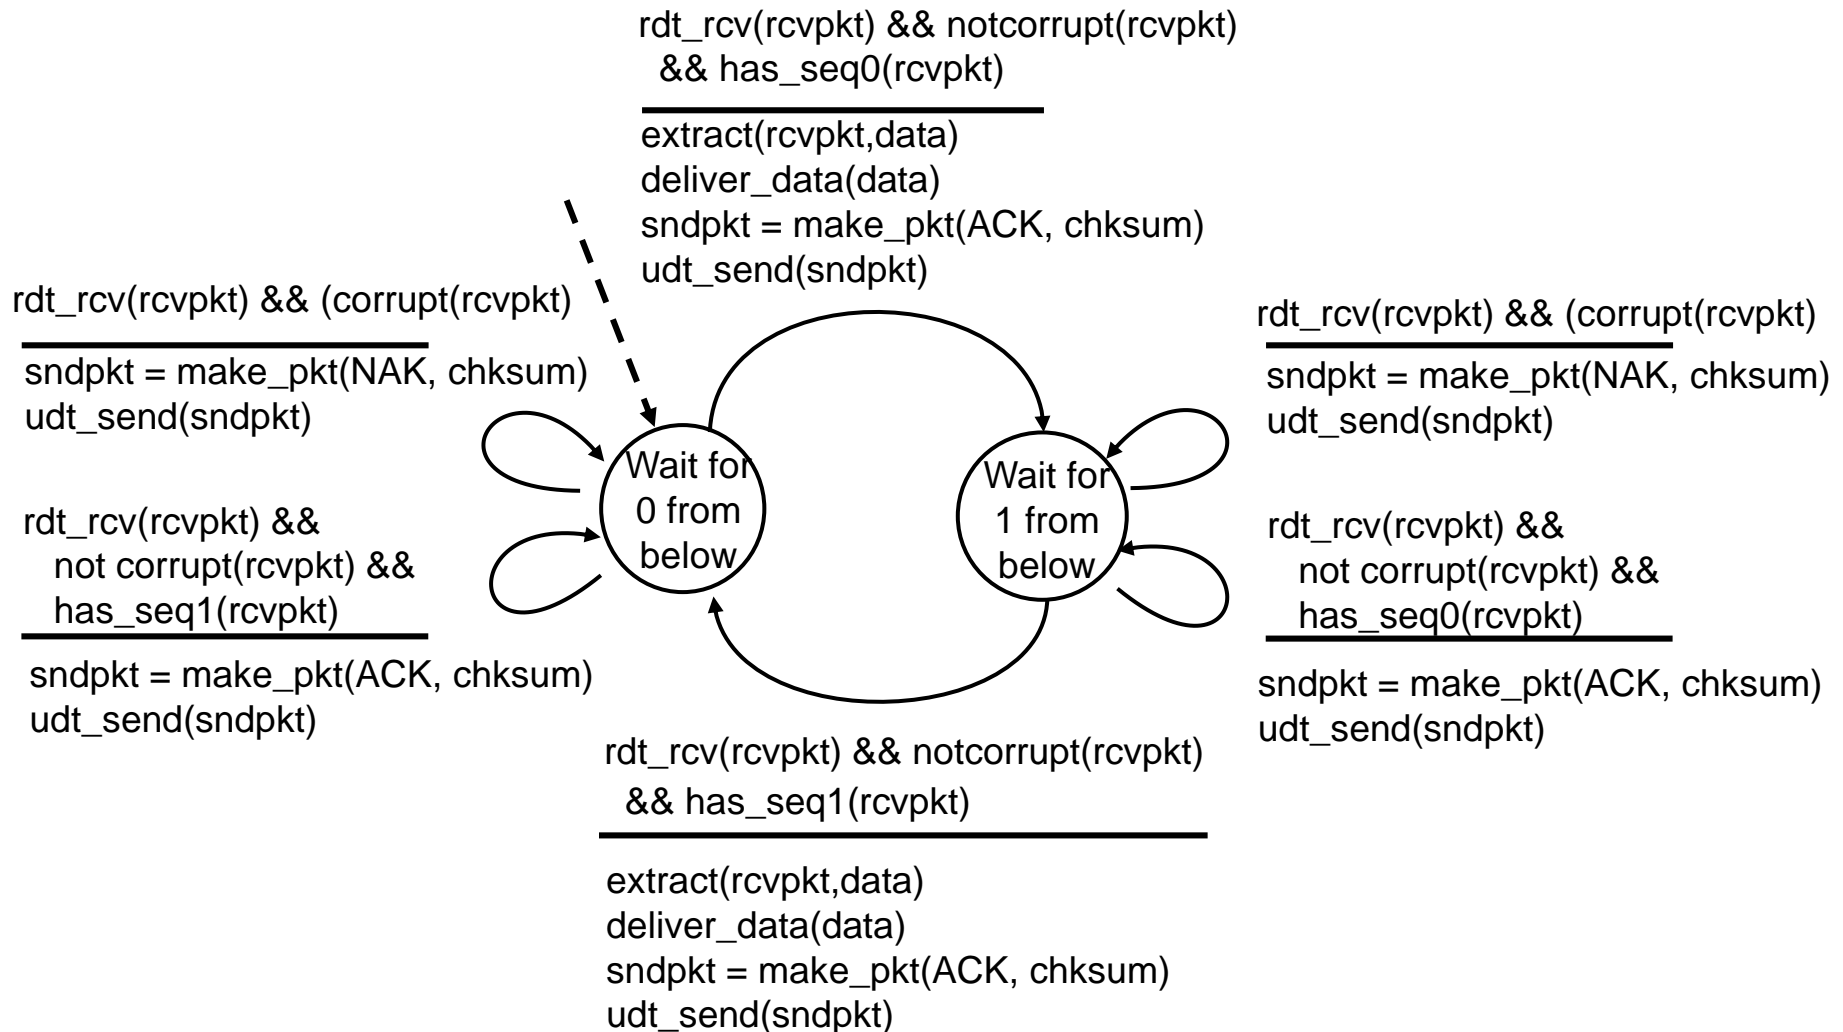 rdt_rcv(rcvpkt) && notcorrupt(rcvpkt)
&& has_seq0(rcvpkt)
extract(rcvpkt,data)
deliver_data(data)
sndpkt = make_pkt(ACK, chksum)
udt_send(sndpkt)
rdt_rcv(rcvpkt) && (corrupt(rcvpkt)
sndpkt = make_pkt(NAK, chksum)
udt_send(sndpkt)
rdt_rcv(rcvpkt) &&
not corrupt(rcvpkt) &&
has_seq1(rcvpkt)
sndpkt = make_pkt(ACK, chksum)
udt_send(sndpkt)
Wait for
0 from
below
Wait for
1 from
below
rdt_rcv(rcvpkt) && (corrupt(rcvpkt)
sndpkt = make_pkt(NAK, chksum)
udt_send(sndpkt)
rdt_rcv(rcvpkt) &&
not corrupt(rcvpkt) &&
has_seq0(rcvpkt)
sndpkt = make_pkt(ACK, chksum)
udt_send(sndpkt)
rdt_rcv(rcvpkt) && notcorrupt(rcvpkt)
&& has_seq1(rcvpkt)
extract(rcvpkt,data)
deliver_data(data)
sndpkt = make_pkt(ACK, chksum)
udt_send(sndpkt)